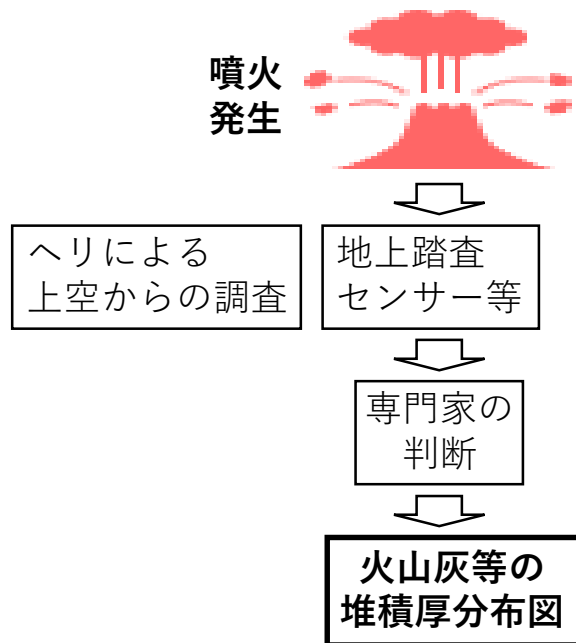 噴火
発生
ヘリによる
上空からの調査
地上踏査
センサー等
専門家の
判断
火山灰等の
堆積厚分布図